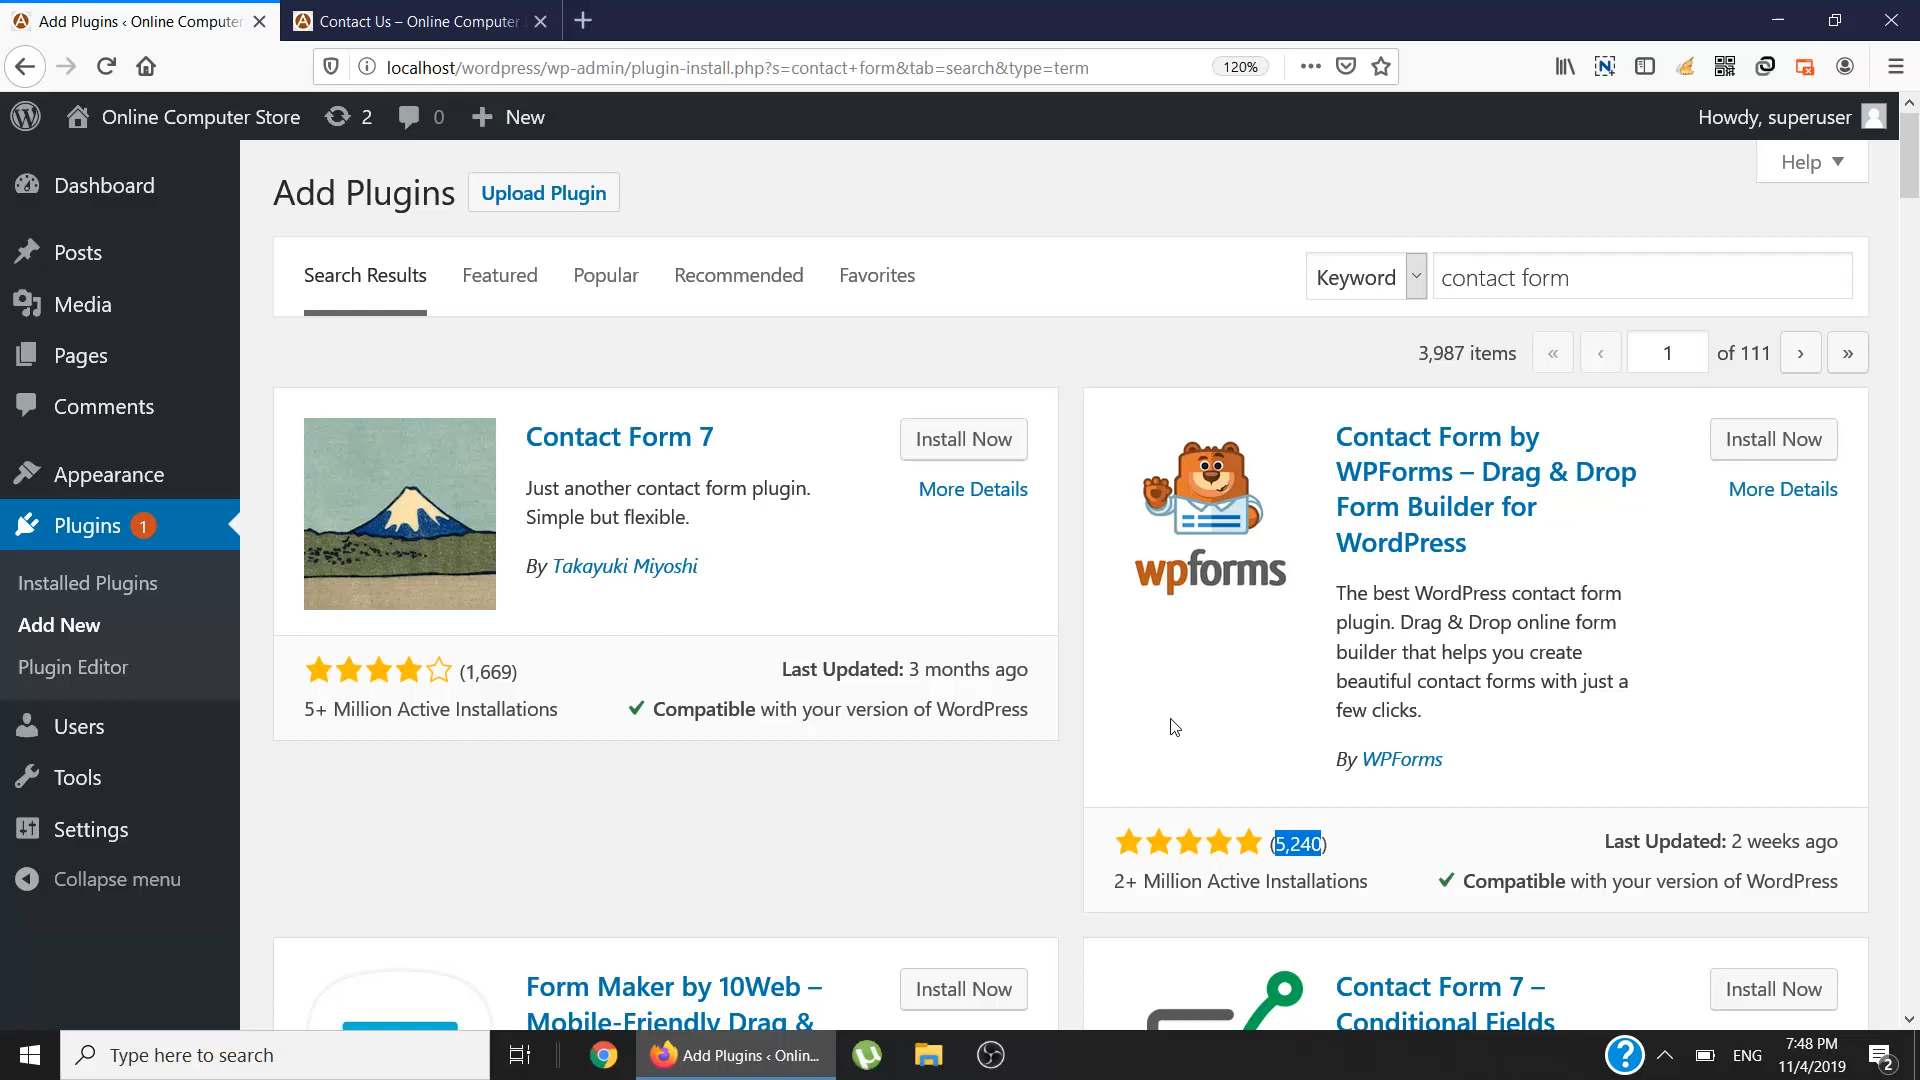 Add Plugins ‹ Online Computer
Contact Us – Online Computer
localhost/wordpress/wp-admin/plugin-install.php?s=contact+form&tab=search&type=term
120%
Online Computer Store
2
0
New
Howdy, superuser
Dashboard
Posts
Media
Pages
Comments
Appearance
Plugins 1
Installed Plugins
Add New
Plugin Editor
Users
Tools
Settings
Collapse menu
Help
Add Plugins
Upload Plugin
Search Results
Featured
Popular
Recommended
Favorites
Keyword
contact form
3,987 items
«
‹
1
of 111
›
»
Contact Form 7
Install Now
More Details
Just another contact form plugin.
Simple but flexible.
By Takayuki Miyoshi
(1,669)
Last Updated: 3 months ago
5+ Million Active Installations
Compatible with your version of WordPress
wpforms
Contact Form by
WPForms – Drag & Drop
Form Builder for
WordPress
Install Now
More Details
The best WordPress contact form
plugin. Drag & Drop online form
builder that helps you create
beautiful contact forms with just a
few clicks.
By WPForms
(5,240)
Last Updated: 2 weeks ago
2+ Million Active Installations
Compatible with your version of WordPress
Form Maker by 10Web –
Mobile-Friendly Drag &
Install Now
Contact Form 7 –
Conditional Fields
Install Now
Type here to search
Add Plugins ‹ Onlin...
ENG
7:48 PM
11/4/2019
2